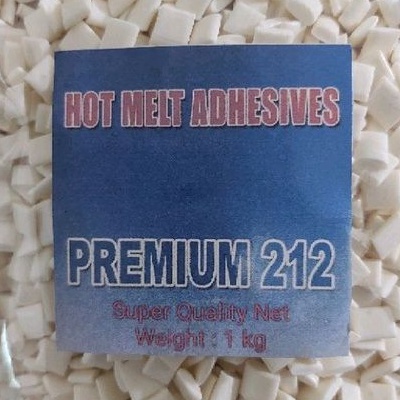 HOT MELT ADHESIVES
PREMIUM 212
Super Quality Net
Weight : 1 kg